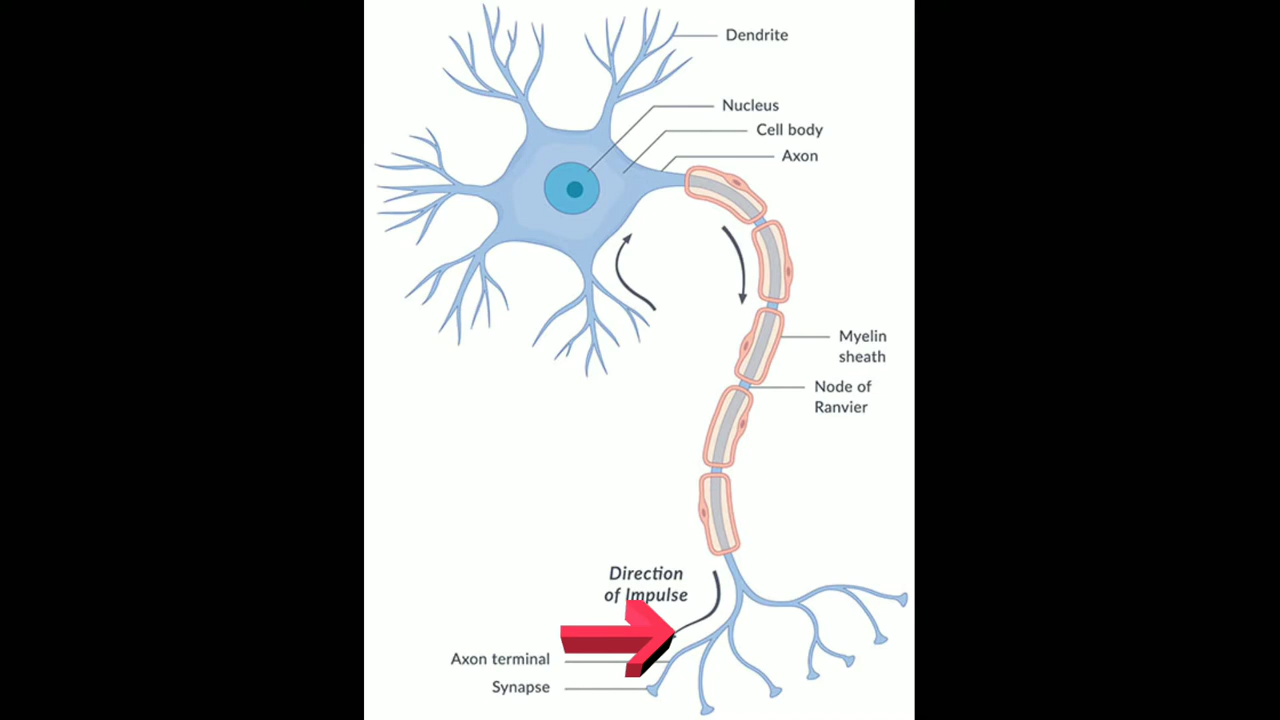 Dendrite
Nucleus
Cell body
Axon
Myelin
sheath
Node of
Ranvier
Direction
of Impulse
Axon terminal
Synapse